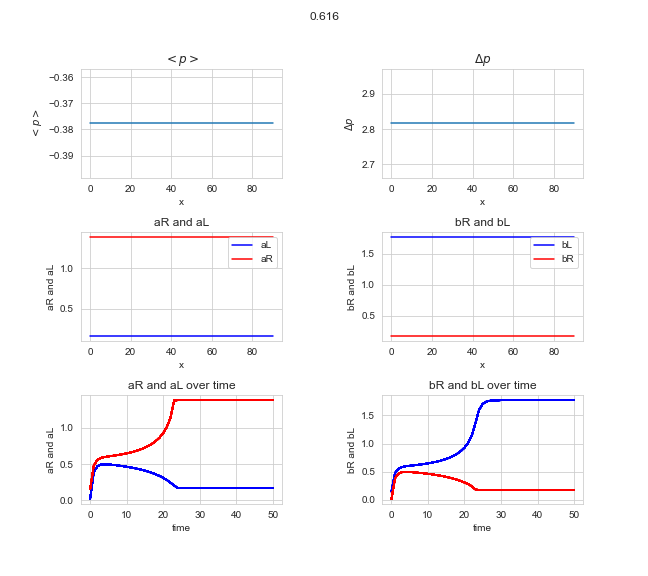 0.616
< p >
Δp
−0.36
−0.37
−0.38
−0.39
< p >
0 20 40 60 80
x
2.9
2.8
2.7
Δp
0 20 40 60 80
x
aR and aL
bR and bL
aL
aR
1.0
0.5
aR and aL
0 20 40 60 80
x
bL
bR
1.5
1.0
0.5
bR and bL
0 20 40 60 80
x
aR and aL over time
bR and bL over time
1.0
0.5
0.0
aR and aL
0 10 20 30 40 50
time
1.5
1.0
0.5
0.0
bR and bL
0 10 20 30 40 50
time